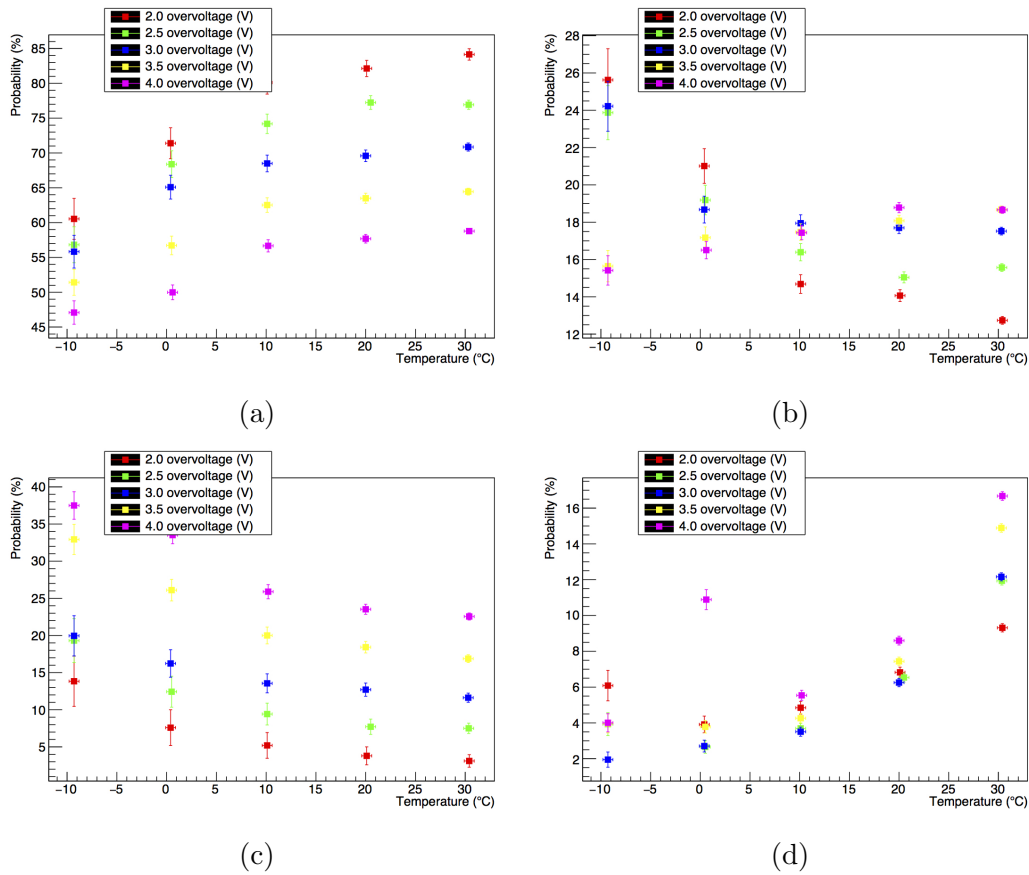 2.0 overvoltage (V)
2.5 overvoltage (V)
3.0 overvoltage (V)
3.5 overvoltage (V)
4.0 overvoltage (V)
Probability (%)
85
80
75
70
65
60
55
50
45
−10 −5 0 5 10 15 20 25 30
Temperature (°C)
(a)
2.0 overvoltage (V)
2.5 overvoltage (V)
3.0 overvoltage (V)
3.5 overvoltage (V)
4.0 overvoltage (V)
Probability (%)
28
26
24
22
20
18
16
14
12
−10 −5 0 5 10 15 20 25 30
Temperature (°C)
(b)
2.0 overvoltage (V)
2.5 overvoltage (V)
3.0 overvoltage (V)
3.5 overvoltage (V)
4.0 overvoltage (V)
Probability (%)
40
35
30
25
20
15
10
5
−10 −5 0 5 10 15 20 25 30
Temperature (°C)
(c)
2.0 overvoltage (V)
2.5 overvoltage (V)
3.0 overvoltage (V)
3.5 overvoltage (V)
4.0 overvoltage (V)
Probability (%)
16
14
12
10
8
6
4
2
−10 −5 0 5 10 15 20 25 30
Temperature (°C)
(d)